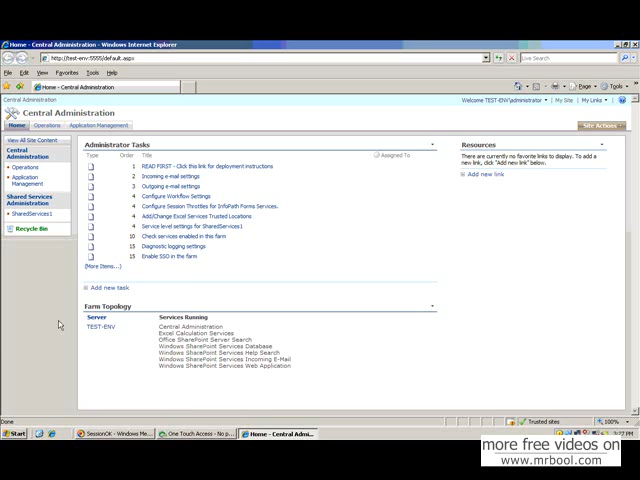 Home - Central Administration - Windows Internet Explorer
http://test-env:5555/default.aspx
Live Search
File Edit View Favorites Tools Help
Home - Central Administration
Page Tools
Central Administration
Welcome TEST-ENV\administrator My Site My Links
Central Administration
Home Operations Application Management
Site Actions
View All Site Content
Central Administration
Operations
Application Management
Shared Services Administration
SharedServices1
Recycle Bin
Administrator Tasks
Type Order Title Assigned To
1 READ FIRST - Click this link for deployment instructions
2 Incoming e-mail settings
3 Outgoing e-mail settings
4 Configure Workflow Settings
4 Configure Session Throttles for InfoPath Forms Services.
4 Add/Change Excel Services Trusted Locations
4 Service level settings for SharedServices1
10 Check services enabled in this farm
15 Diagnostic logging settings
15 Enable SSO in the farm
(More Items...)
Add new task
Farm Topology
Server Services Running
TEST-ENV Central Administration
Excel Calculation Services
Office SharePoint Server Search
Windows SharePoint Services Database
Windows SharePoint Services Help Search
Windows SharePoint Services Incoming E-Mail
Windows SharePoint Services Web Application
Resources
There are currently no favorite links to display. To add a new link, click "Add new link" below.
Add new link
Done
Trusted sites
100%
Start
SessionOK - Windows Me...
One Touch Access - No p...
Home - Central Admi...
3:27 PM
more free videos on
www.mrbool.com